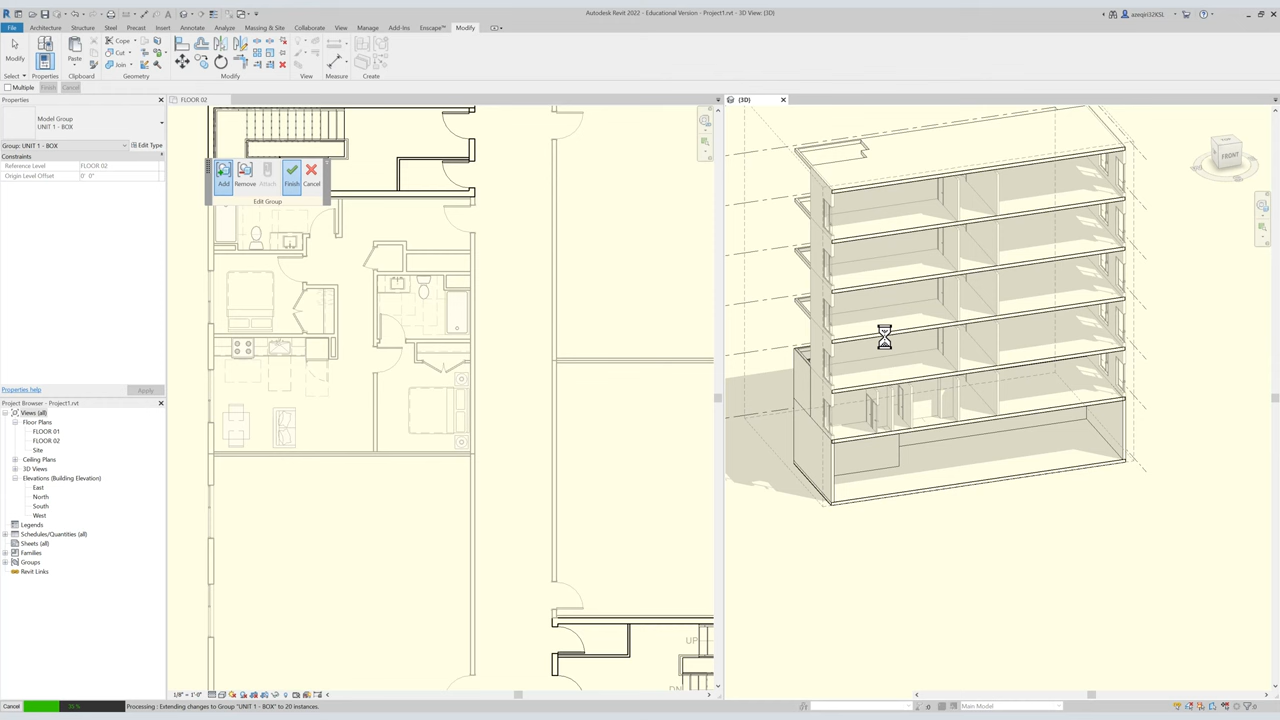 Autodesk Revit 2022 - Educational Version - Project1.rvt - 3D View: {3D}
azegirl32KSL
File
Architecture
Structure
Steel
Precast
Insert
Annotate
Analyze
Massing & Site
Collaborate
View
Manage
Add-Ins
Enscape™
Modify
Modify
Properties
Paste
Cope
Cut
Join
Select
Properties
Clipboard
Geometry
Modify
View
Measure
Create
Multiple
Finish
Cancel
Properties
FLOOR 02
{3D}
Model Group
UNIT 1 - BOX
Group: UNIT 1 - BOX
Edit Type
Constraints
Reference Level
FLOOR 02
Origin Level Offset
0' 0"
Add
Remove
Attach
Finish
Cancel
Edit Group
FRONT
Properties help
Apply
Project Browser - Project1.rvt
Views (all)
Floor Plans
FLOOR 01
FLOOR 02
Site
Ceiling Plans
3D Views
Elevations (Building Elevation)
East
North
South
West
Legends
Schedules/Quantities (all)
Sheets (all)
Families
Groups
Revit Links
UP
DN
1/8" = 1'-0"
Cancel
Processing : Extending changes to Group "UNIT 1 - BOX" to 20 instances.
:0
Main Model
:0